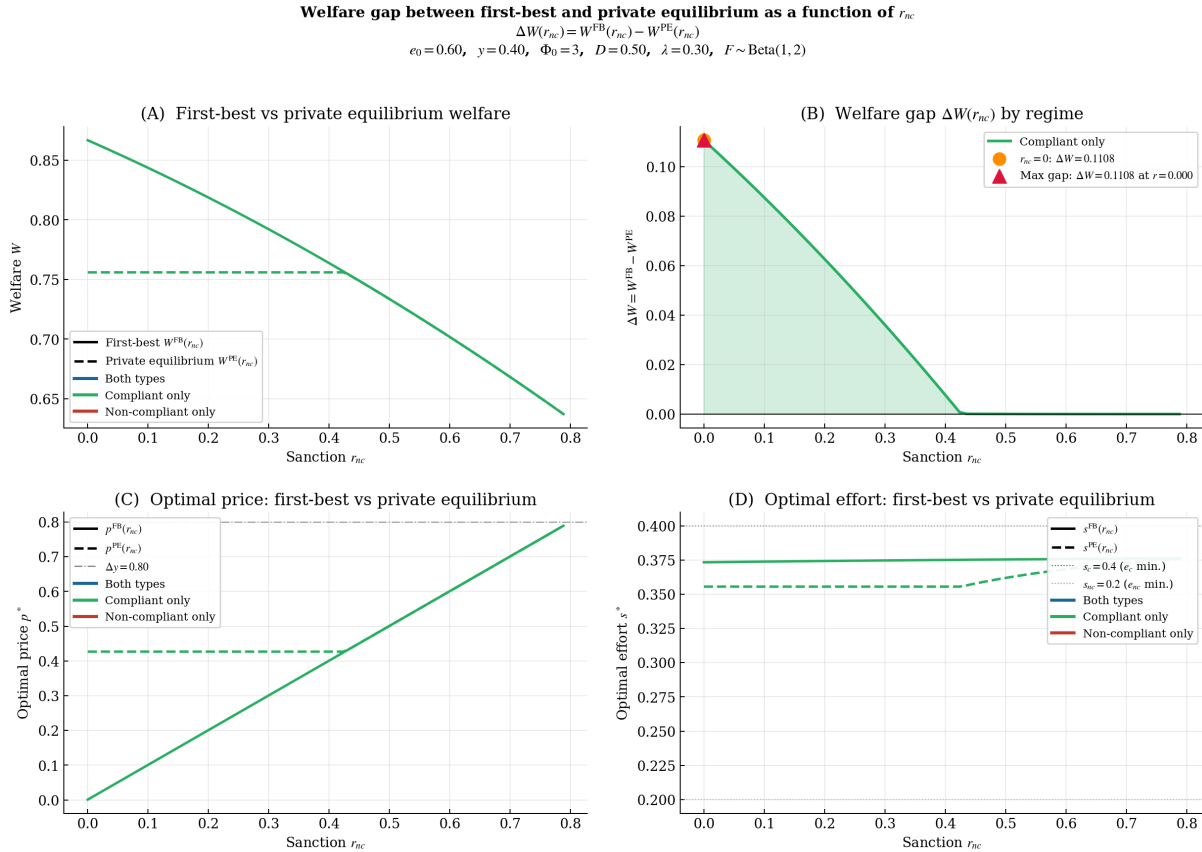 Welfare gap between first-best and private equilibrium as a function of r_nc
ΔW(r_nc) = W^FB(r_nc) − W^PE(r_nc)
e_0 = 0.60,  y = 0.40,  Φ_0 = 3,  D = 0.50,  λ = 0.30,  F ~ Beta(1, 2)
(A)  First-best vs private equilibrium welfare
0.85
0.80
0.75
0.70
0.65
Welfare W
First-best W^FB(r_nc)
Private equilibrium W^PE(r_nc)
Both types
Compliant only
Non-compliant only
0.0 0.1 0.2 0.3 0.4 0.5 0.6 0.7 0.8
Sanction r_nc
(B)  Welfare gap ΔW(r_nc) by regime
0.10
0.08
0.06
0.04
0.02
0.00
ΔW = W^FB − W^PE
Compliant only
r_nc = 0: ΔW = 0.1108
Max gap: ΔW = 0.1108 at r = 0.000
0.0 0.1 0.2 0.3 0.4 0.5 0.6 0.7 0.8
Sanction r_nc
(C)  Optimal price: first-best vs private equilibrium
0.8
0.7
0.6
0.5
0.4
0.3
0.2
0.1
0.0
Optimal price p*
p^FB(r_nc)
p^PE(r_nc)
Δy = 0.80
Both types
Compliant only
Non-compliant only
0.0 0.1 0.2 0.3 0.4 0.5 0.6 0.7 0.8
Sanction r_nc
(D)  Optimal effort: first-best vs private equilibrium
0.400
0.375
0.350
0.325
0.300
0.275
0.250
0.225
0.200
Optimal effort s*
s^FB(r_nc)
s^PE(r_nc)
s_c = 0.4 (e_c min.)
s_nc = 0.2 (e_nc min.)
Both types
Compliant only
Non-compliant only
0.0 0.1 0.2 0.3 0.4 0.5 0.6 0.7 0.8
Sanction r_nc